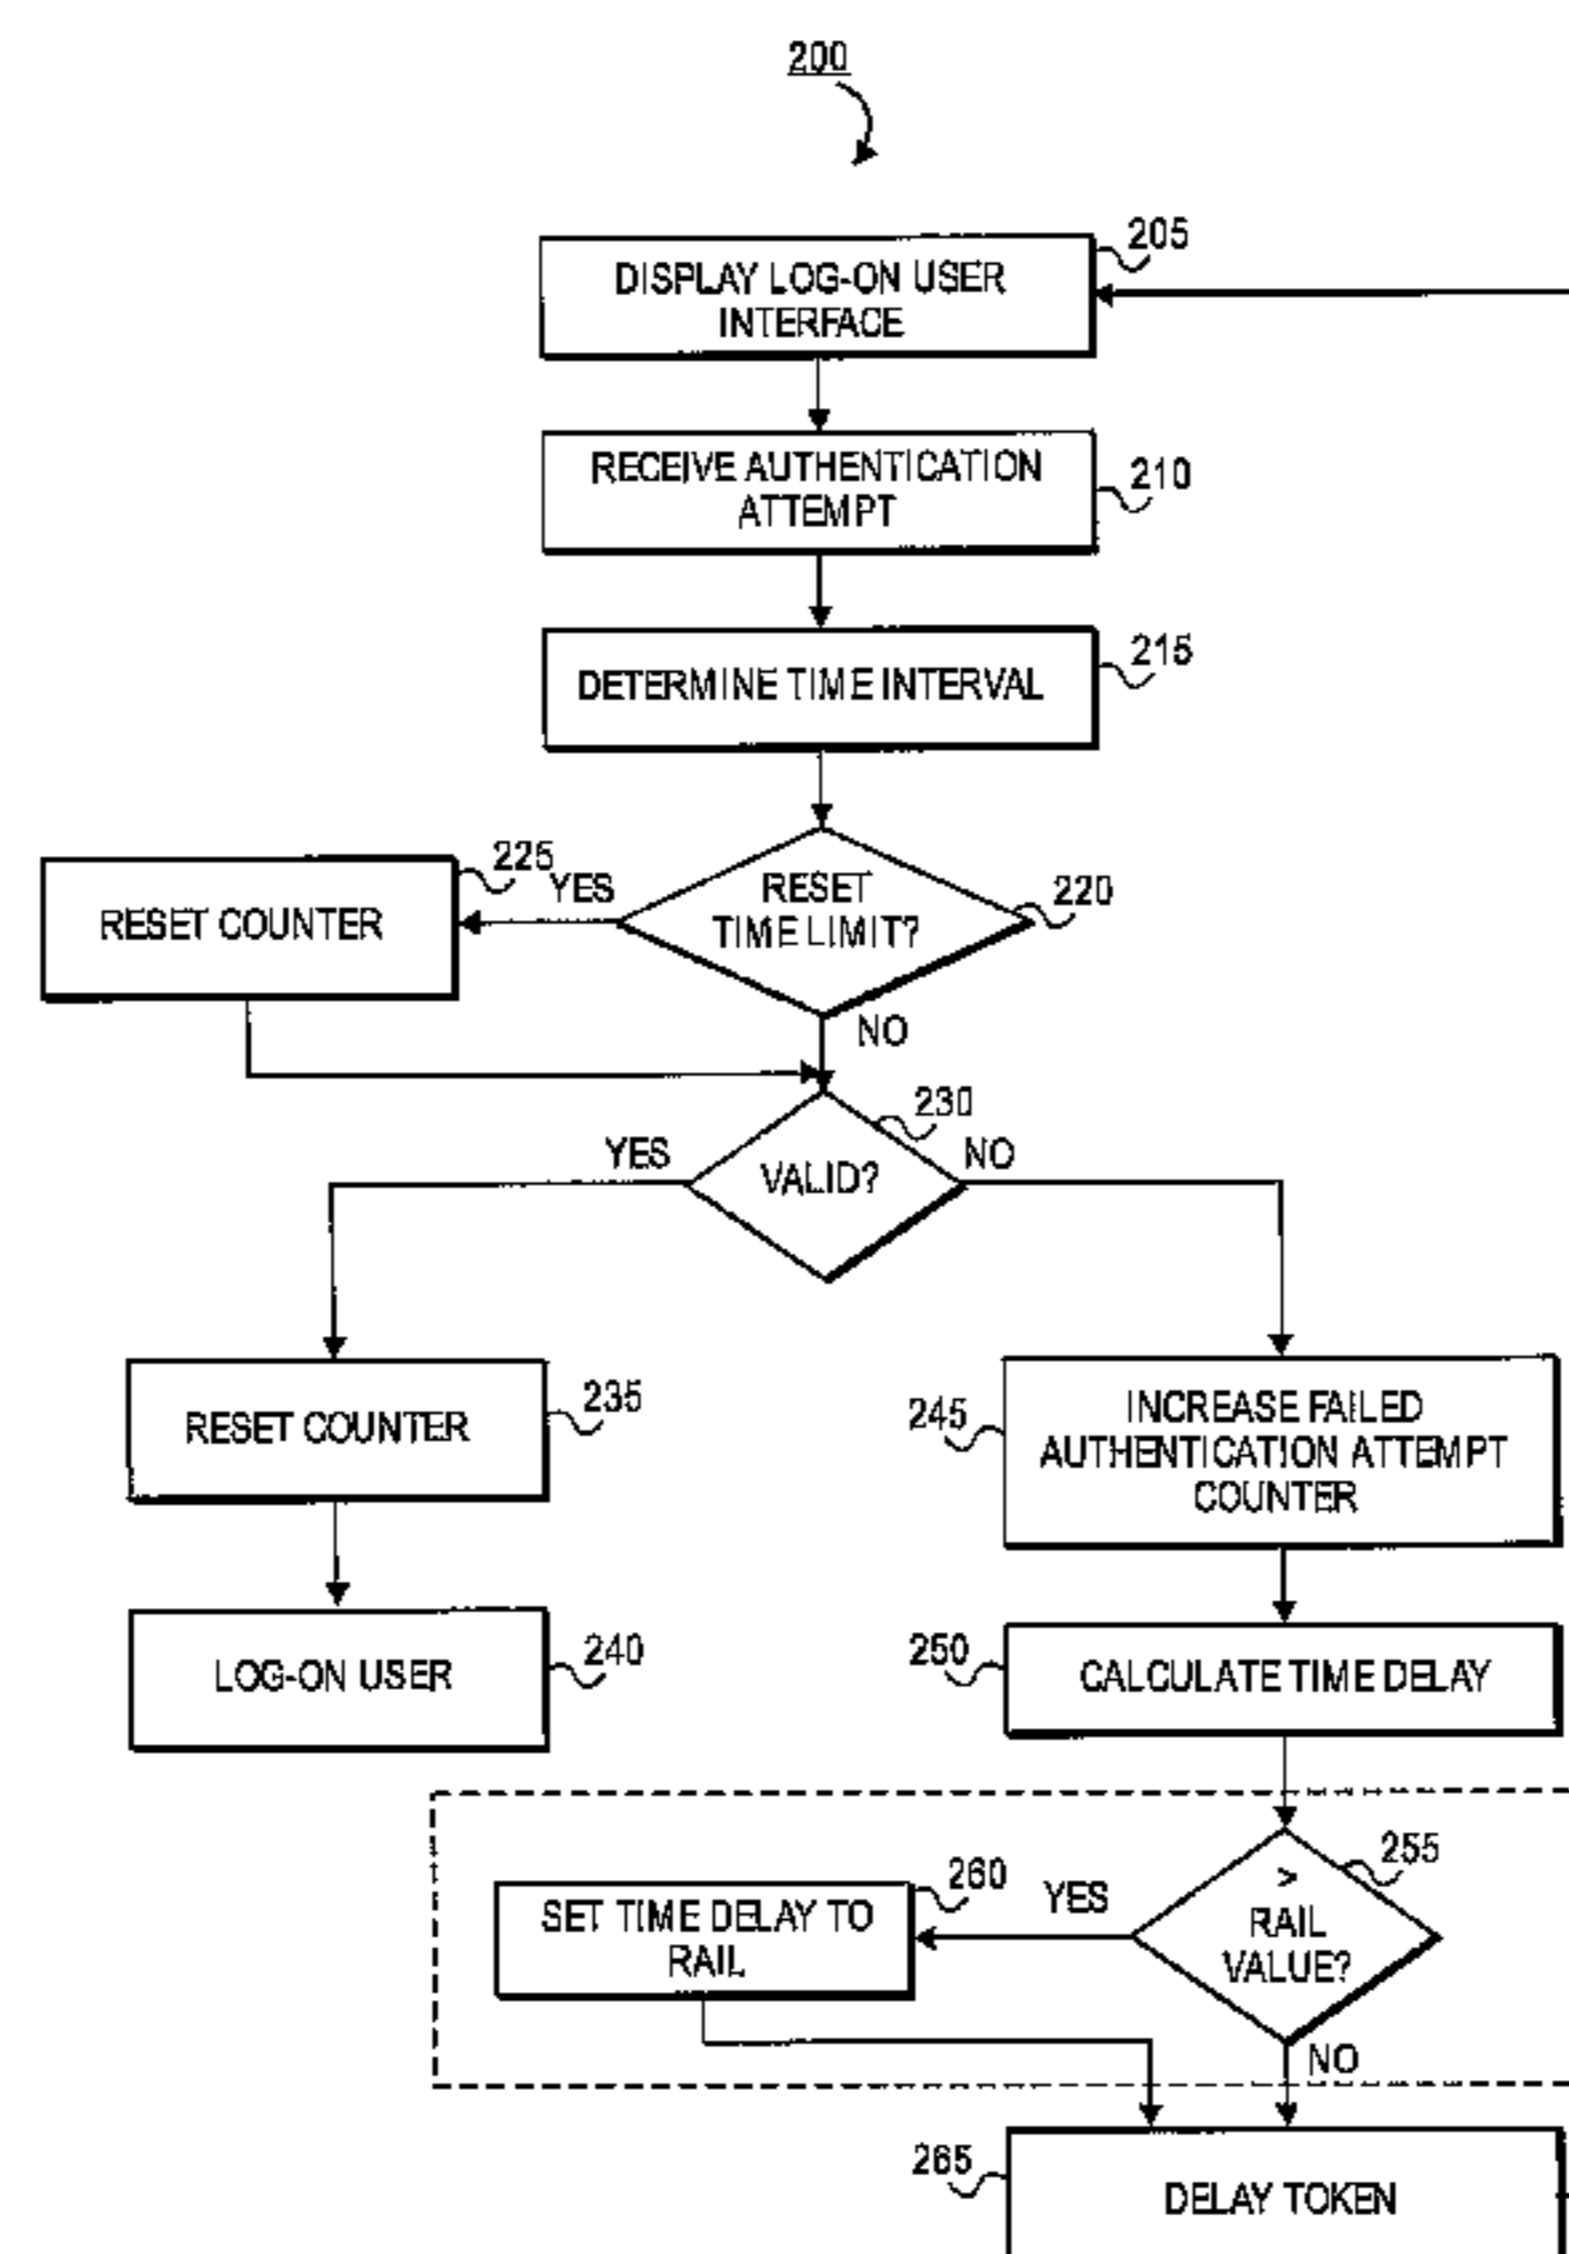 200
205
DISPLAY LOG-ON USER
INTERFACE
RECEIVE AUTHENTICATION
ATTEMPT
210
DETERMINE TIME INTERVAL
215
225
YES
RESET COUNTER
RESET
TIME LIMIT?
220
NO
230
YES
VALID?
NO
RESET COUNTER
235
245
INCREASE FAILED
AUTHENTICATION ATTEMPT
COUNTER
LOG-ON USER
240
250
CALCULATE TIME DELAY
260
SET TIME DELAY TO
RAIL
YES
>
RAIL
VALUE?
255
NO
265
DELAY TOKEN